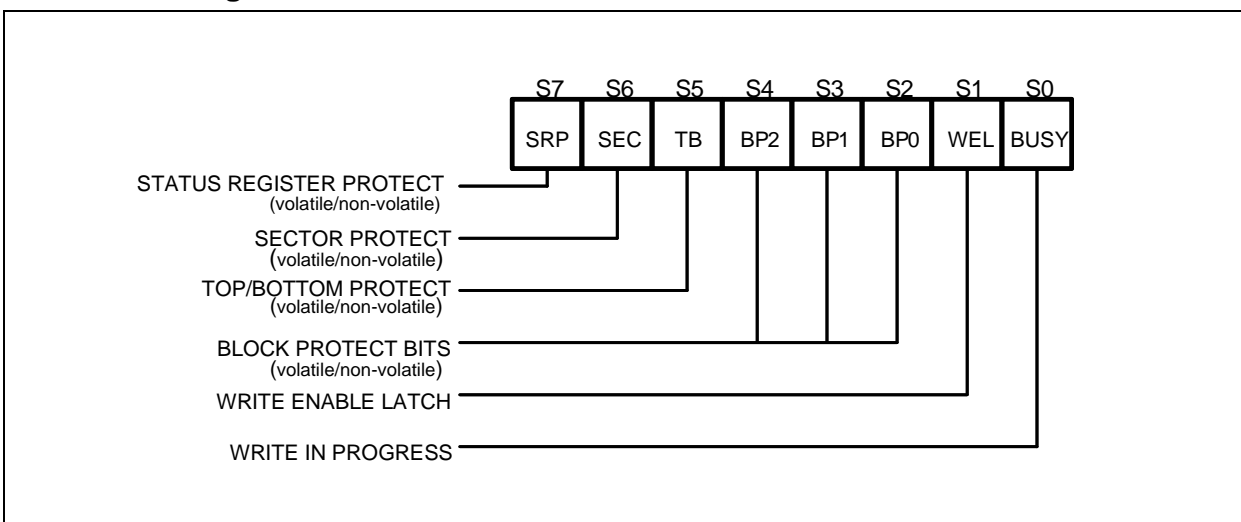 S7 S6 S5 S4 S3 S2 S1 S0
SRP SEC TB BP2 BP1 BP0 WEL BUSY
STATUS REGISTER PROTECT
(volatile/non-volatile)
SECTOR PROTECT
(volatile/non-volatile)
TOP/BOTTOM PROTECT
(volatile/non-volatile)
BLOCK PROTECT BITS
(volatile/non-volatile)
WRITE ENABLE LATCH
WRITE IN PROGRESS